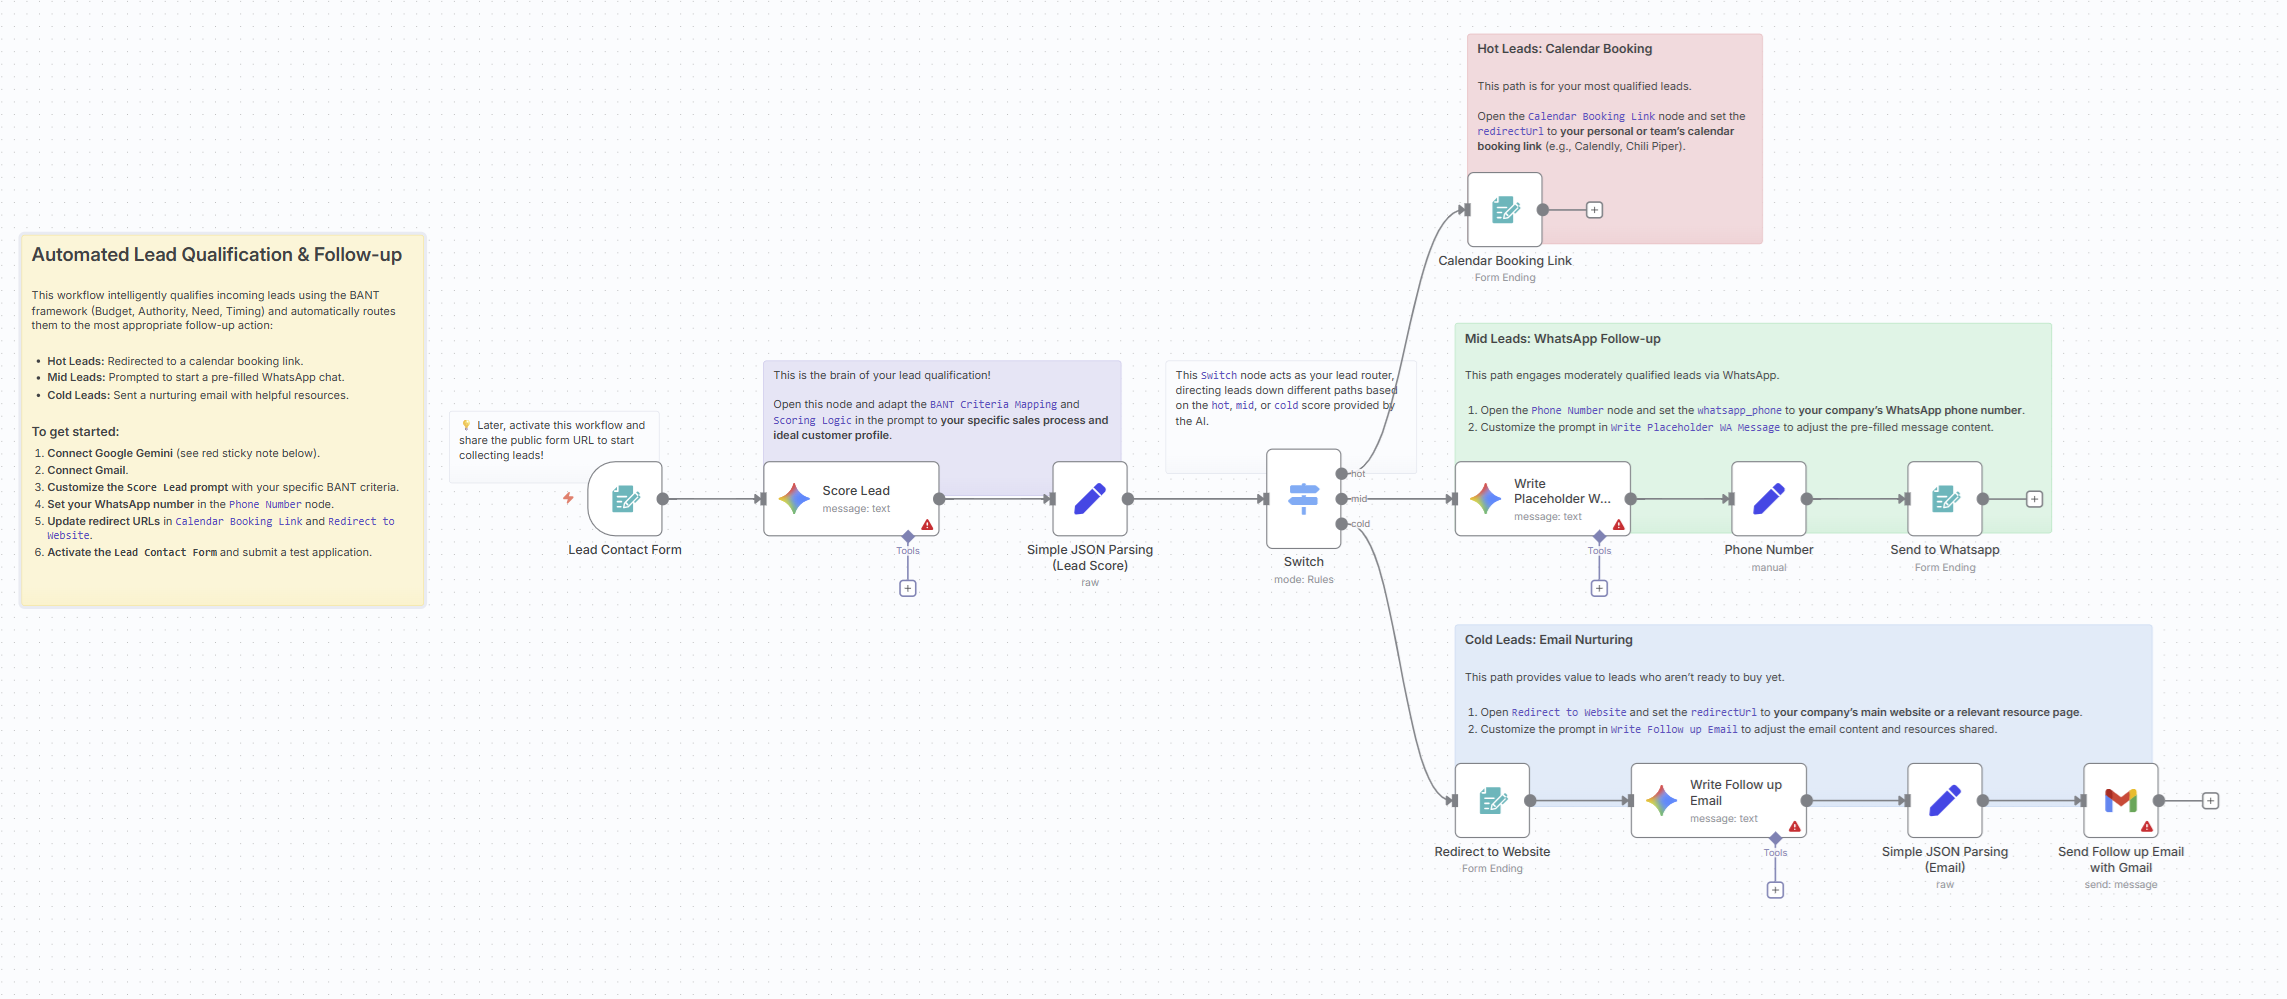 Automated Lead Qualification & Follow-up
This workflow intelligently qualifies incoming leads using the BANT
framework (Budget, Authority, Need, Timing) and automatically routes
them to the most appropriate follow-up action:
• Hot Leads: Redirected to a calendar booking link.
• Mid Leads: Prompted to start a pre-filled WhatsApp chat.
• Cold Leads: Sent a nurturing email with helpful resources.
To get started:
1. Connect Google Gemini (see red sticky note below).
2. Connect Gmail.
3. Customize the Score Lead prompt with your specific BANT criteria.
4. Set your WhatsApp number in the Phone Number node.
5. Update redirect URLs in Calendar Booking Link and Redirect to
Website.
6. Activate the Lead Contact Form and submit a test application.
💡 Later, activate this workflow and
share the public form URL to start
collecting leads!
Lead Contact Form
This is the brain of your lead qualification!
Open this node and adapt the BANT Criteria Mapping and
Scoring Logic in the prompt to your specific sales process and
ideal customer profile.
Score Lead
message: text
Tools
Simple JSON Parsing
(Lead Score)
raw
This Switch node acts as your lead router,
directing leads down different paths based
on the hot, mid, or cold score provided by
the AI.
hot
mid
cold
Switch
mode: Rules
Hot Leads: Calendar Booking
This path is for your most qualified leads.
Open the Calendar Booking Link node and set the
redirectUrl to your personal or team's calendar
booking link (e.g., Calendly, Chili Piper).
Calendar Booking Link
Form Ending
Mid Leads: WhatsApp Follow-up
This path engages moderately qualified leads via WhatsApp.
1. Open the Phone Number node and set the whatsapp_phone to your company's WhatsApp phone number.
2. Customize the prompt in Write Placeholder WA Message to adjust the pre-filled message content.
Write
Placeholder W...
message: text
Tools
Phone Number
manual
Send to Whatsapp
Form Ending
Cold Leads: Email Nurturing
This path provides value to leads who aren't ready to buy yet.
1. Open Redirect to Website and set the redirectUrl to your company's main website or a relevant resource page.
2. Customize the prompt in Write Follow up Email to adjust the email content and resources shared.
Redirect to Website
Form Ending
Write Follow up
Email
message: text
Tools
Simple JSON Parsing
(Email)
raw
Send Follow up Email
with Gmail
send: message